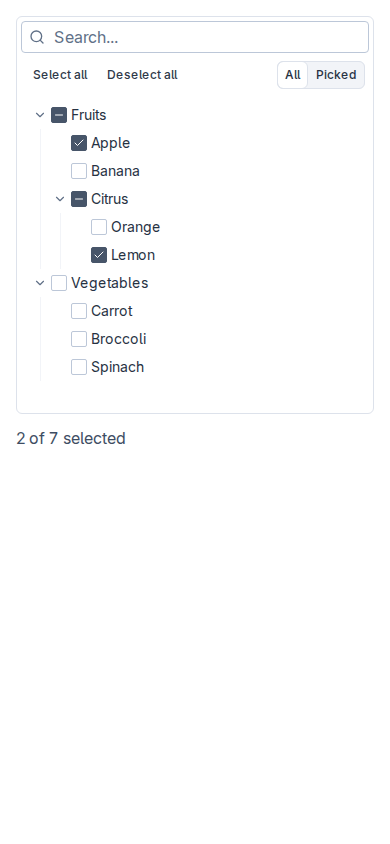 Search...
Select all Deselect all All Picked
Fruits
Apple
Banana
Citrus
Orange
Lemon
Vegetables
Carrot
Broccoli
Spinach
2 of 7 selected